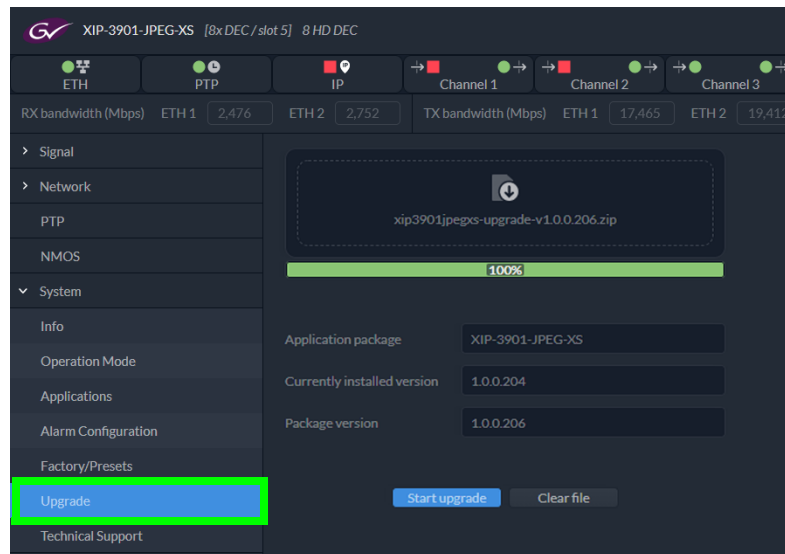 GV XIP-3901-JPEG-XS [8x DEC / slot 5] 8 HD DEC
ETH PTP IP Channel 1 Channel 2 Channel 3
RX bandwidth (Mbps) ETH 1 2,476 ETH 2 2,752 TX bandwidth (Mbps) ETH 1 17,465 ETH 2 19,412
Signal
Network
PTP
NMOS
System
Info
Operation Mode
Applications
Alarm Configuration
Factory/Presets
Upgrade
Technical Support
IP
xip3901jpegxs-upgrade-v1.0.0.206.zip
100%
Application package XIP-3901-JPEG-XS
Currently installed version 1.0.0.204
Package version 1.0.0.206
Start upgrade Clear file